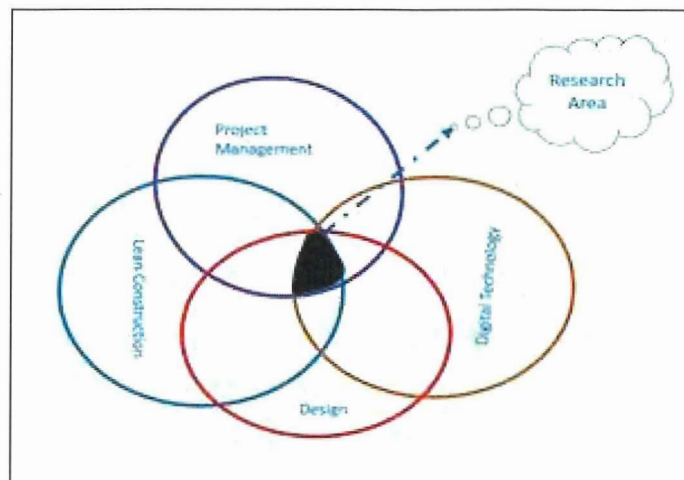 Research
Area
Project
Management
Lean Construction
Digital Technology
Design